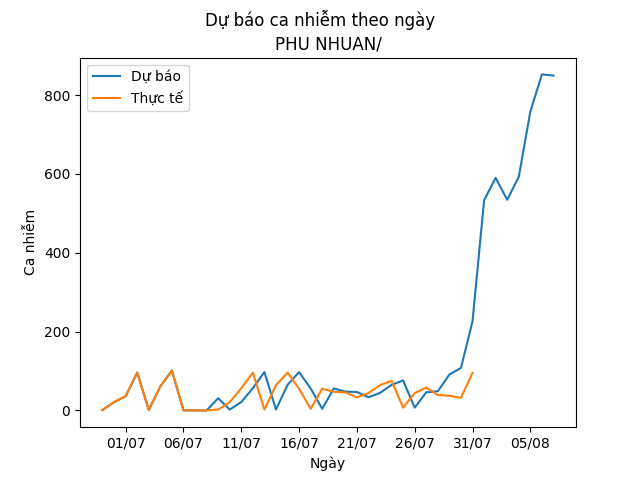 Dự báo ca nhiễm theo ngày
PHU NHUAN/
Dự báo
Thực tế
800
600
400
200
0
Ca nhiễm
01/07 06/07 11/07 16/07 21/07 26/07 31/07 05/08
Ngày